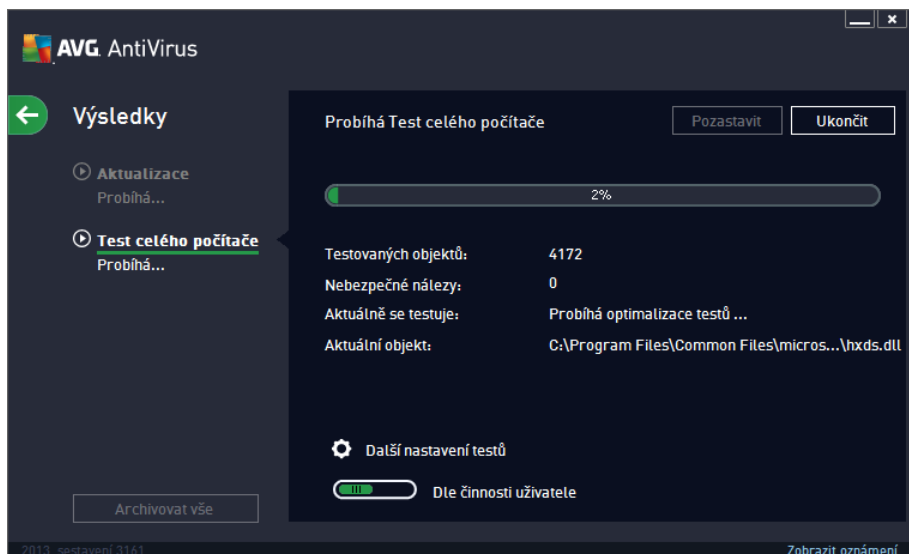 AVG. AntiVirus
Výsledky
Aktualizace
Probíhá...
Test celého počítače
Probíhá...
Archivovat vše
Probíhá Test celého počítače
Pozastavit
Ukončit
2%
Testovaných objektů: 4172
Nebezpečné nálezy: 0
Aktuálně se testuje: Probíhá optimalizace testů ...
Aktuální objekt: C:\Program Files\Common Files\micros...\hxds.dll
Další nastavení testů
Dle činnosti uživatele
2013 sestavení 3161
Zobrazit oznámení